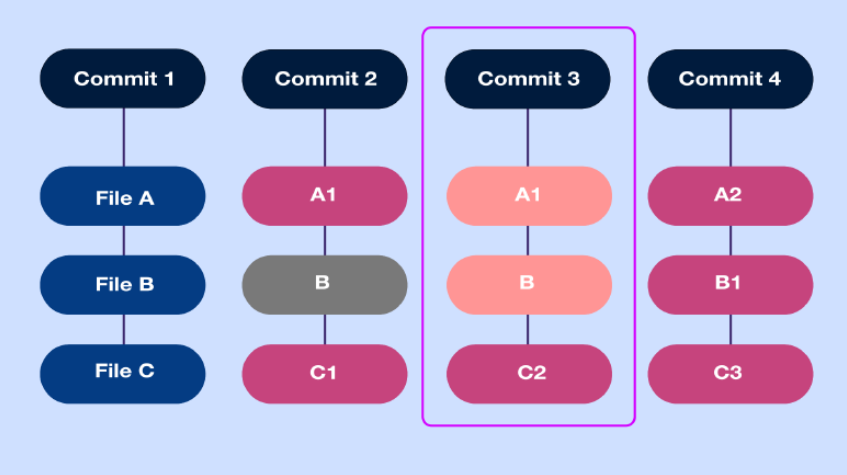 Commit 1
Commit 2
Commit 3
Commit 4
File A
A1
A1
A2
File B
B
B
B1
File C
C1
C2
C3